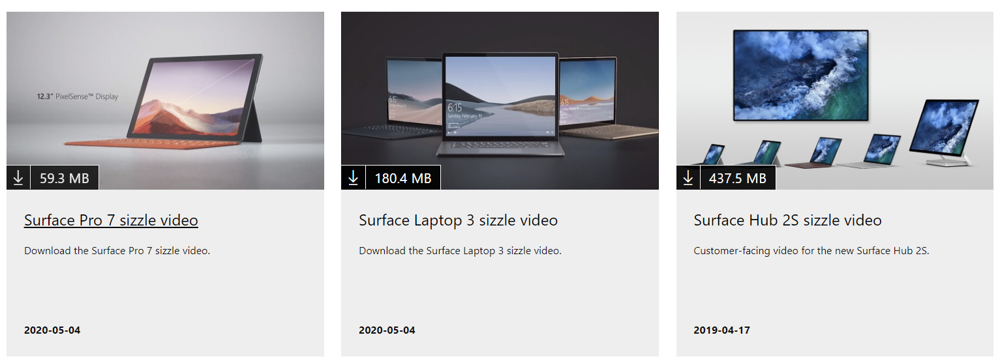 12.3" PixelSense™ Display
59.3 MB
Surface Pro 7 sizzle video
Download the Surface Pro 7 sizzle video.
2020-05-04
6:15
6:15
Sunday, February 19
6:15
180.4 MB
Surface Laptop 3 sizzle video
Download the Surface Laptop 3 sizzle video.
2020-05-04
437.5 MB
Surface Hub 2S sizzle video
Customer-facing video for the new Surface Hub 2S.
2019-04-17